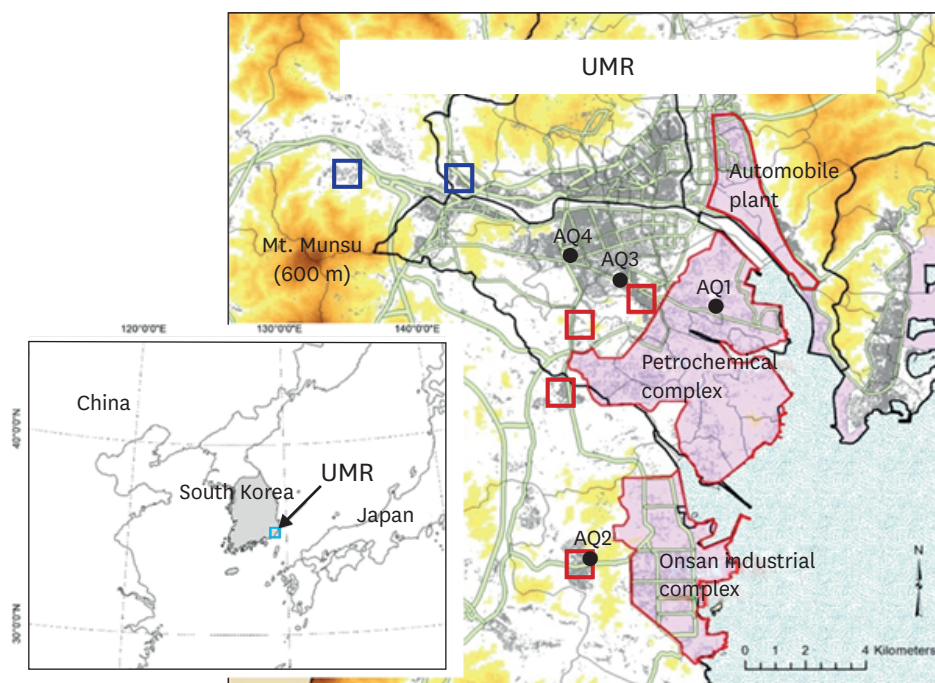 UMR
Automobile
plant
AQ4
Mt. Munsu
(600 m)
AQ3
AQ1
120°0'0"E
130°0'0"E
140°0'0"E
Petrochemical
complex
China
40°0'0"N
UMR
South Korea
Japan
AQ2
Onsan industrial
complex
N
30°0'0"N
0 1 2 4 Kilometers